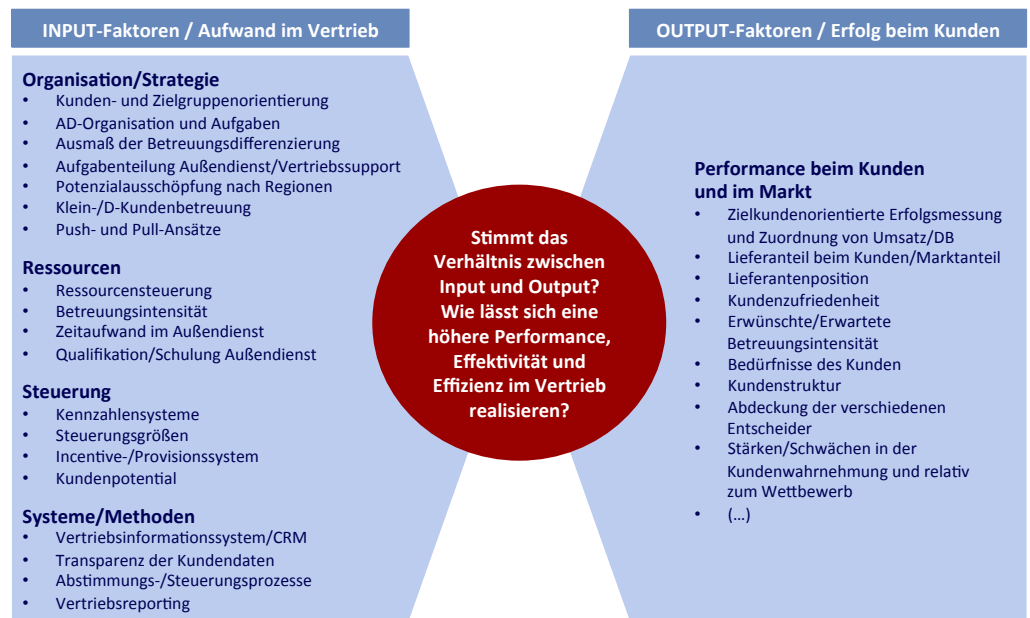 INPUT-Faktoren / Aufwand im Vertrieb
Organisation/Strategie
• Kunden- und Zielgruppenorientierung
• AD-Organisation und Aufgaben
• Ausmaß der Betreuungsdifferenzierung
• Aufgabenteilung Außendienst/Vertriebssupport
• Potenzialausschöpfung nach Regionen
• Klein-/D-Kundenbetreuung
• Push- und Pull-Ansätze
Ressourcen
• Ressourcensteuerung
• Betreuungsintensität
• Zeitaufwand im Außendienst
• Qualifikation/Schulung Außendienst
Steuerung
• Kennzahlensysteme
• Steuerungsgrößen
• Incentive-/Provisionssystem
• Kundenpotential
Systeme/Methoden
• Vertriebsinformationssystem/CRM
• Transparenz der Kundendaten
• Abstimmungs-/Steuerungsprozesse
• Vertriebsreporting
Stimmt das
Verhältnis zwischen
Input und Output?
Wie lässt sich eine
höhere Performance,
Effektivität und
Effizienz im Vertrieb
realisieren?
OUTPUT-Faktoren / Erfolg beim Kunden
Performance beim Kunden
und im Markt
• Zielkundenorientierte Erfolgsmessung
und Zuordnung von Umsatz/DB
• Lieferanteil beim Kunden/Marktanteil
• Lieferantenposition
• Kundenzufriedenheit
• Erwünschte/Erwartete
Betreuungsintensität
• Bedürfnisse des Kunden
• Kundenstruktur
• Abdeckung der verschiedenen
Entscheider
• Stärken/Schwächen in der
Kundenwahrnehmung und relativ
zum Wettbewerb
• (…)